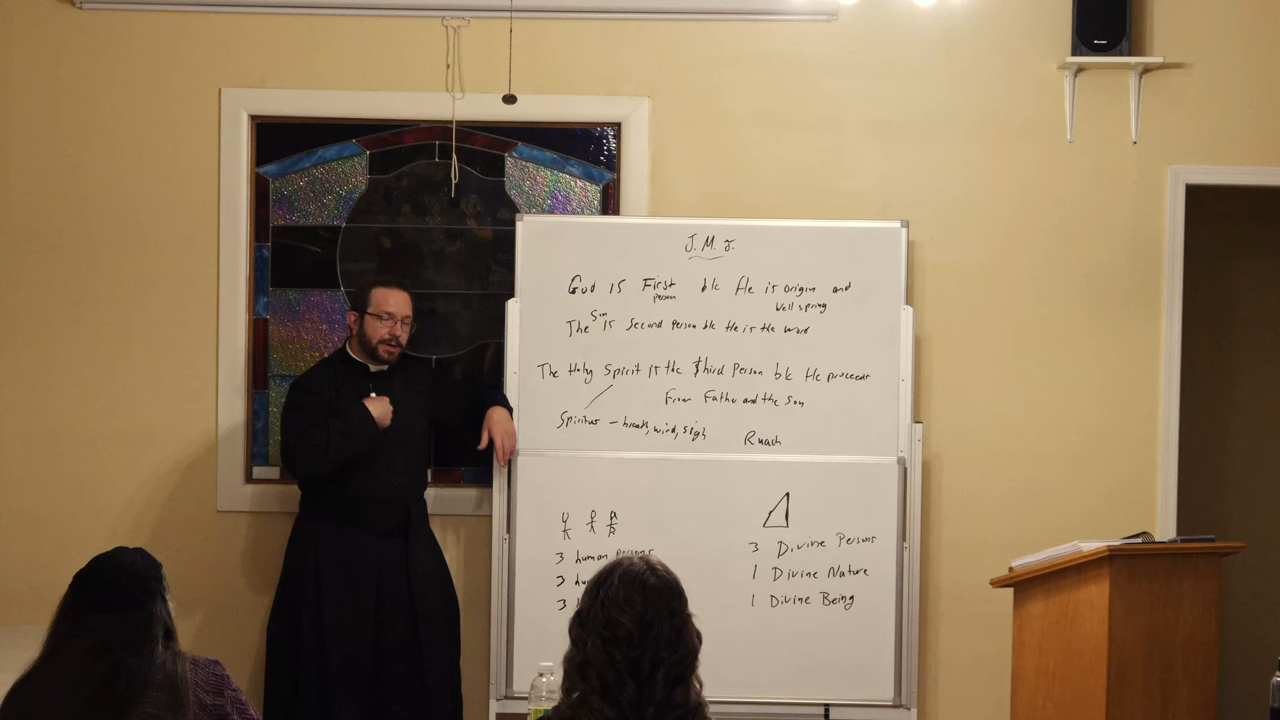 J. M. J.
God is First person b/c He is origin and well spring
The Son is Second Person b/c He is the Word
The Holy Spirit is the Third Person b/c He proceeds
From Father and the Son
Spiritus – breath, wind, sigh
Ruach
3 human persons
3
3
3 Divine Persons
1 Divine Nature
1 Divine Being